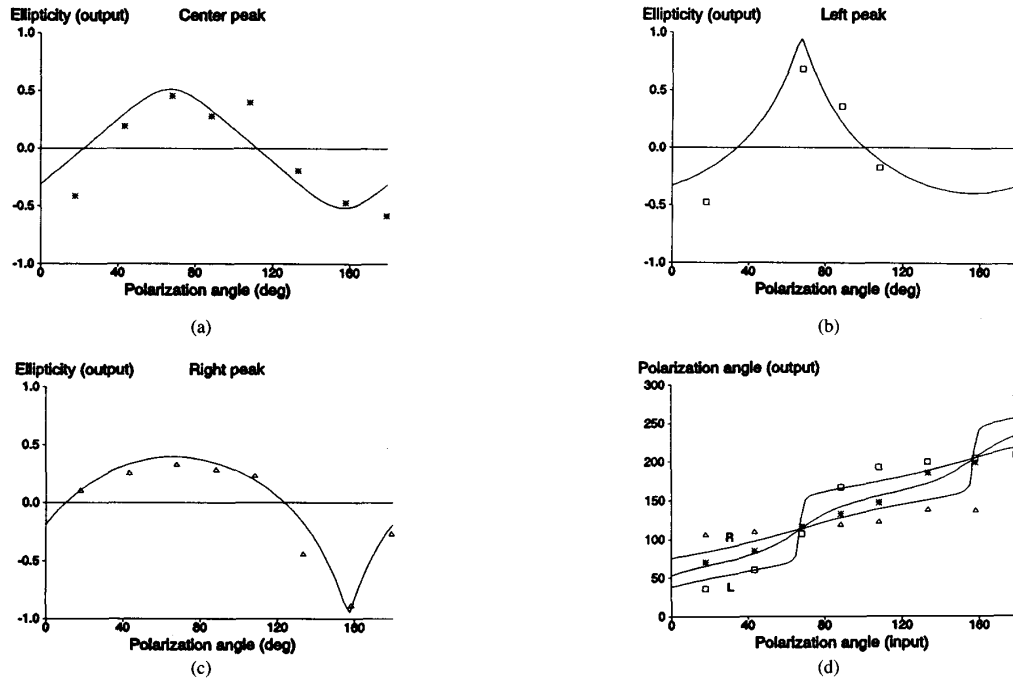 Ellipticity (output) Center peak
1.0
0.5
0.0
-0.5
-1.0
0 40 80 120 160
Polarization angle (deg)
(a)
Ellipticity (output) Left peak
1.0
0.5
0.0
-0.5
-1.0
0 40 80 120 160
Polarization angle (deg)
(b)
Ellipticity (output) Right peak
1.0
0.5
0.0
-0.5
-1.0
0 40 80 120 160
Polarization angle (deg)
(c)
Polarization angle (output)
300
250
200
150
100
50
0
R
L
0 40 80 120 160
Polarization angle (input)
(d)